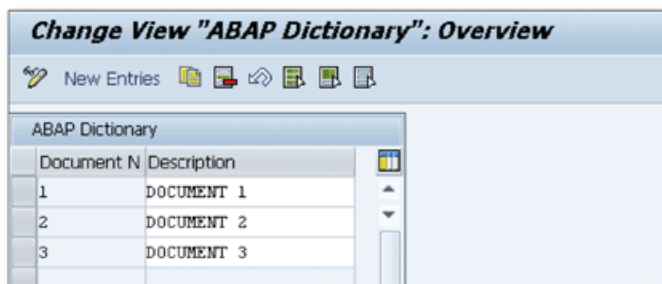 Change View "ABAP Dictionary": Overview
New Entries
ABAP Dictionary
Document N Description
1 DOCUMENT 1
2 DOCUMENT 2
3 DOCUMENT 3